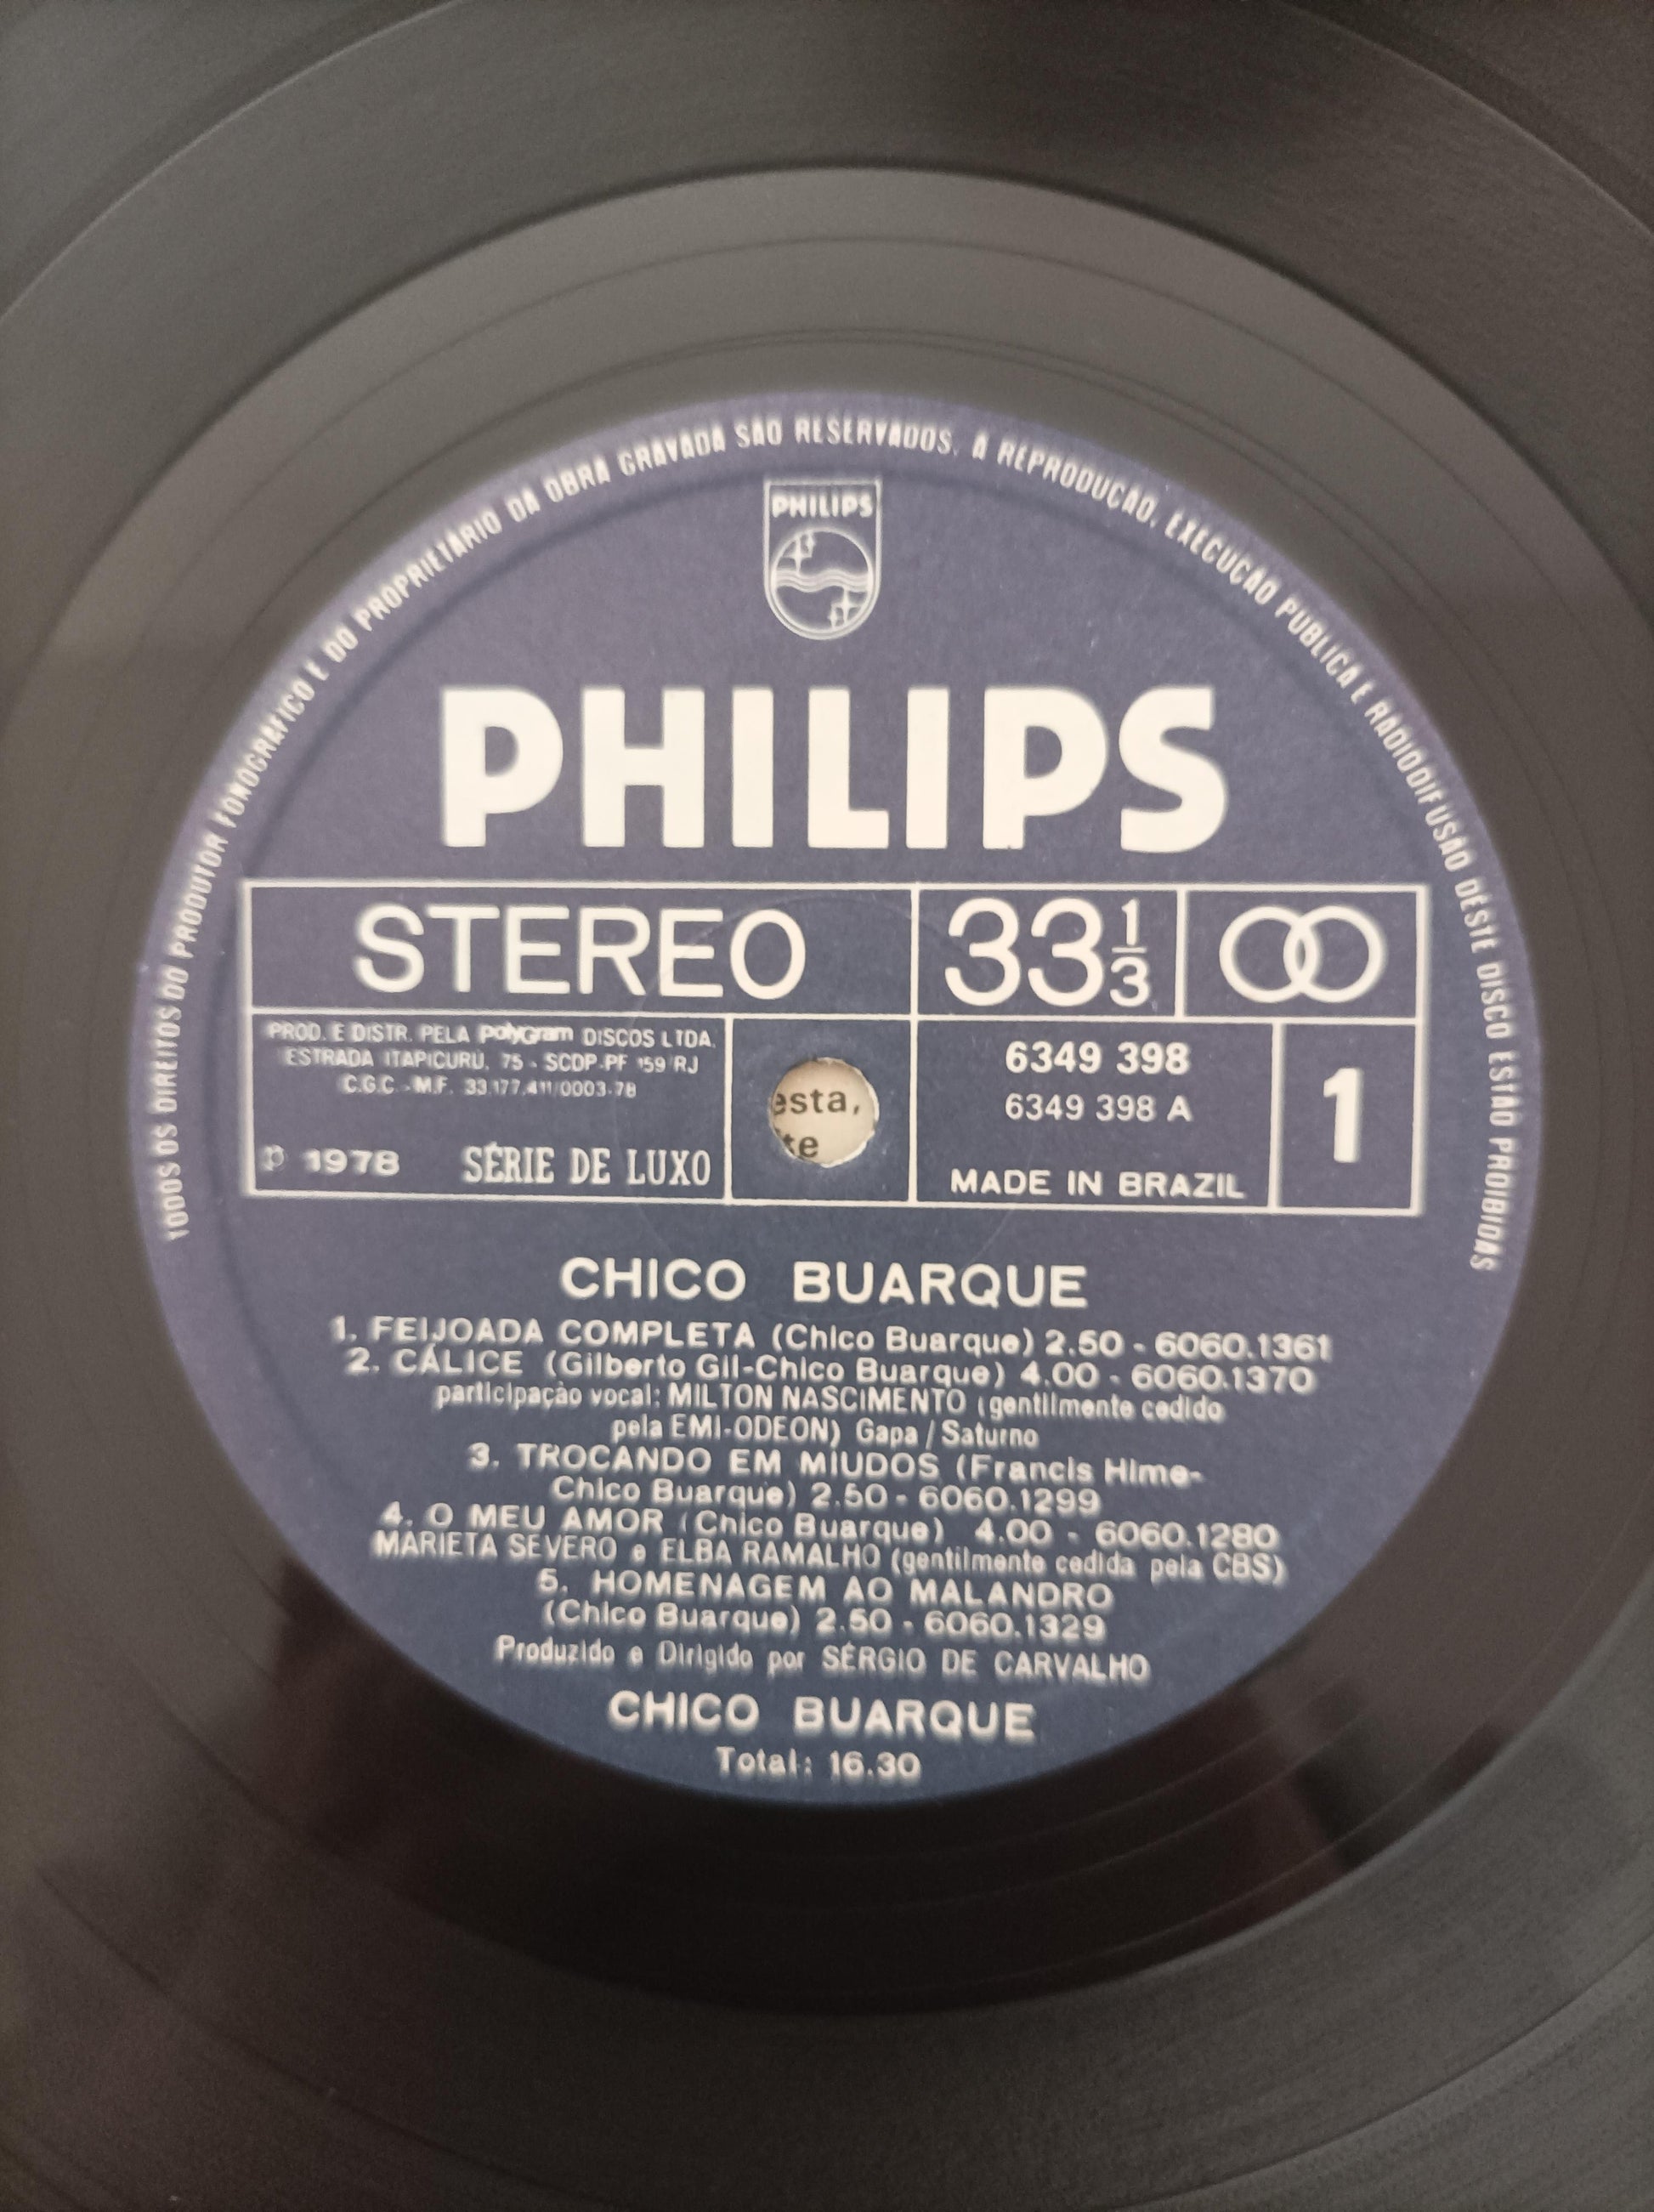 TODOS OS DIREITOS DO PRODUTOR FONOGRÁFICO E DO PROPRIETÁRIO DA OBRA GRAVADA SÃO RESERVADOS. A REPRODUÇÃO, EXECUÇÃO PÚBLICA E RADIODIFUSÃO DESTE DISCO ESTÃO PROIBIDAS
PHILIPS
PHILIPS
STEREO 33 1/3
PROD. E DISTR. PELA PolyGram DISCOS LTDA.
ESTRADA ITAPICURÚ, 75 - SCDP-PF 159/RJ
C.G.C.-M.F. 33.177.411/0003-78
℗ 1978 SÉRIE DE LUXO
esta,
te
6349 398
6349 398 A
MADE IN BRAZIL
1
CHICO BUARQUE
1. FEIJOADA COMPLETA (Chico Buarque) 2.50 - 6060.1361
2. CÁLICE (Gilberto Gil-Chico Buarque) 4.00 - 6060.1370
participação vocal: MILTON NASCIMENTO (gentilmente cedido
pela EMI-ODEON) Gapa / Saturno
3. TROCANDO EM MIÚDOS (Francis Hime-
Chico Buarque) 2.50 - 6060.1299
4. O MEU AMOR (Chico Buarque) 4.00 - 6060.1280
MARIETA SEVERO e ELBA RAMALHO (gentilmente cedida pela CBS)
5. HOMENAGEM AO MALANDRO
(Chico Buarque) 2.50 - 6060.1329
Produzido e Dirigido por SÉRGIO DE CARVALHO
CHICO BUARQUE
Total: 16.30